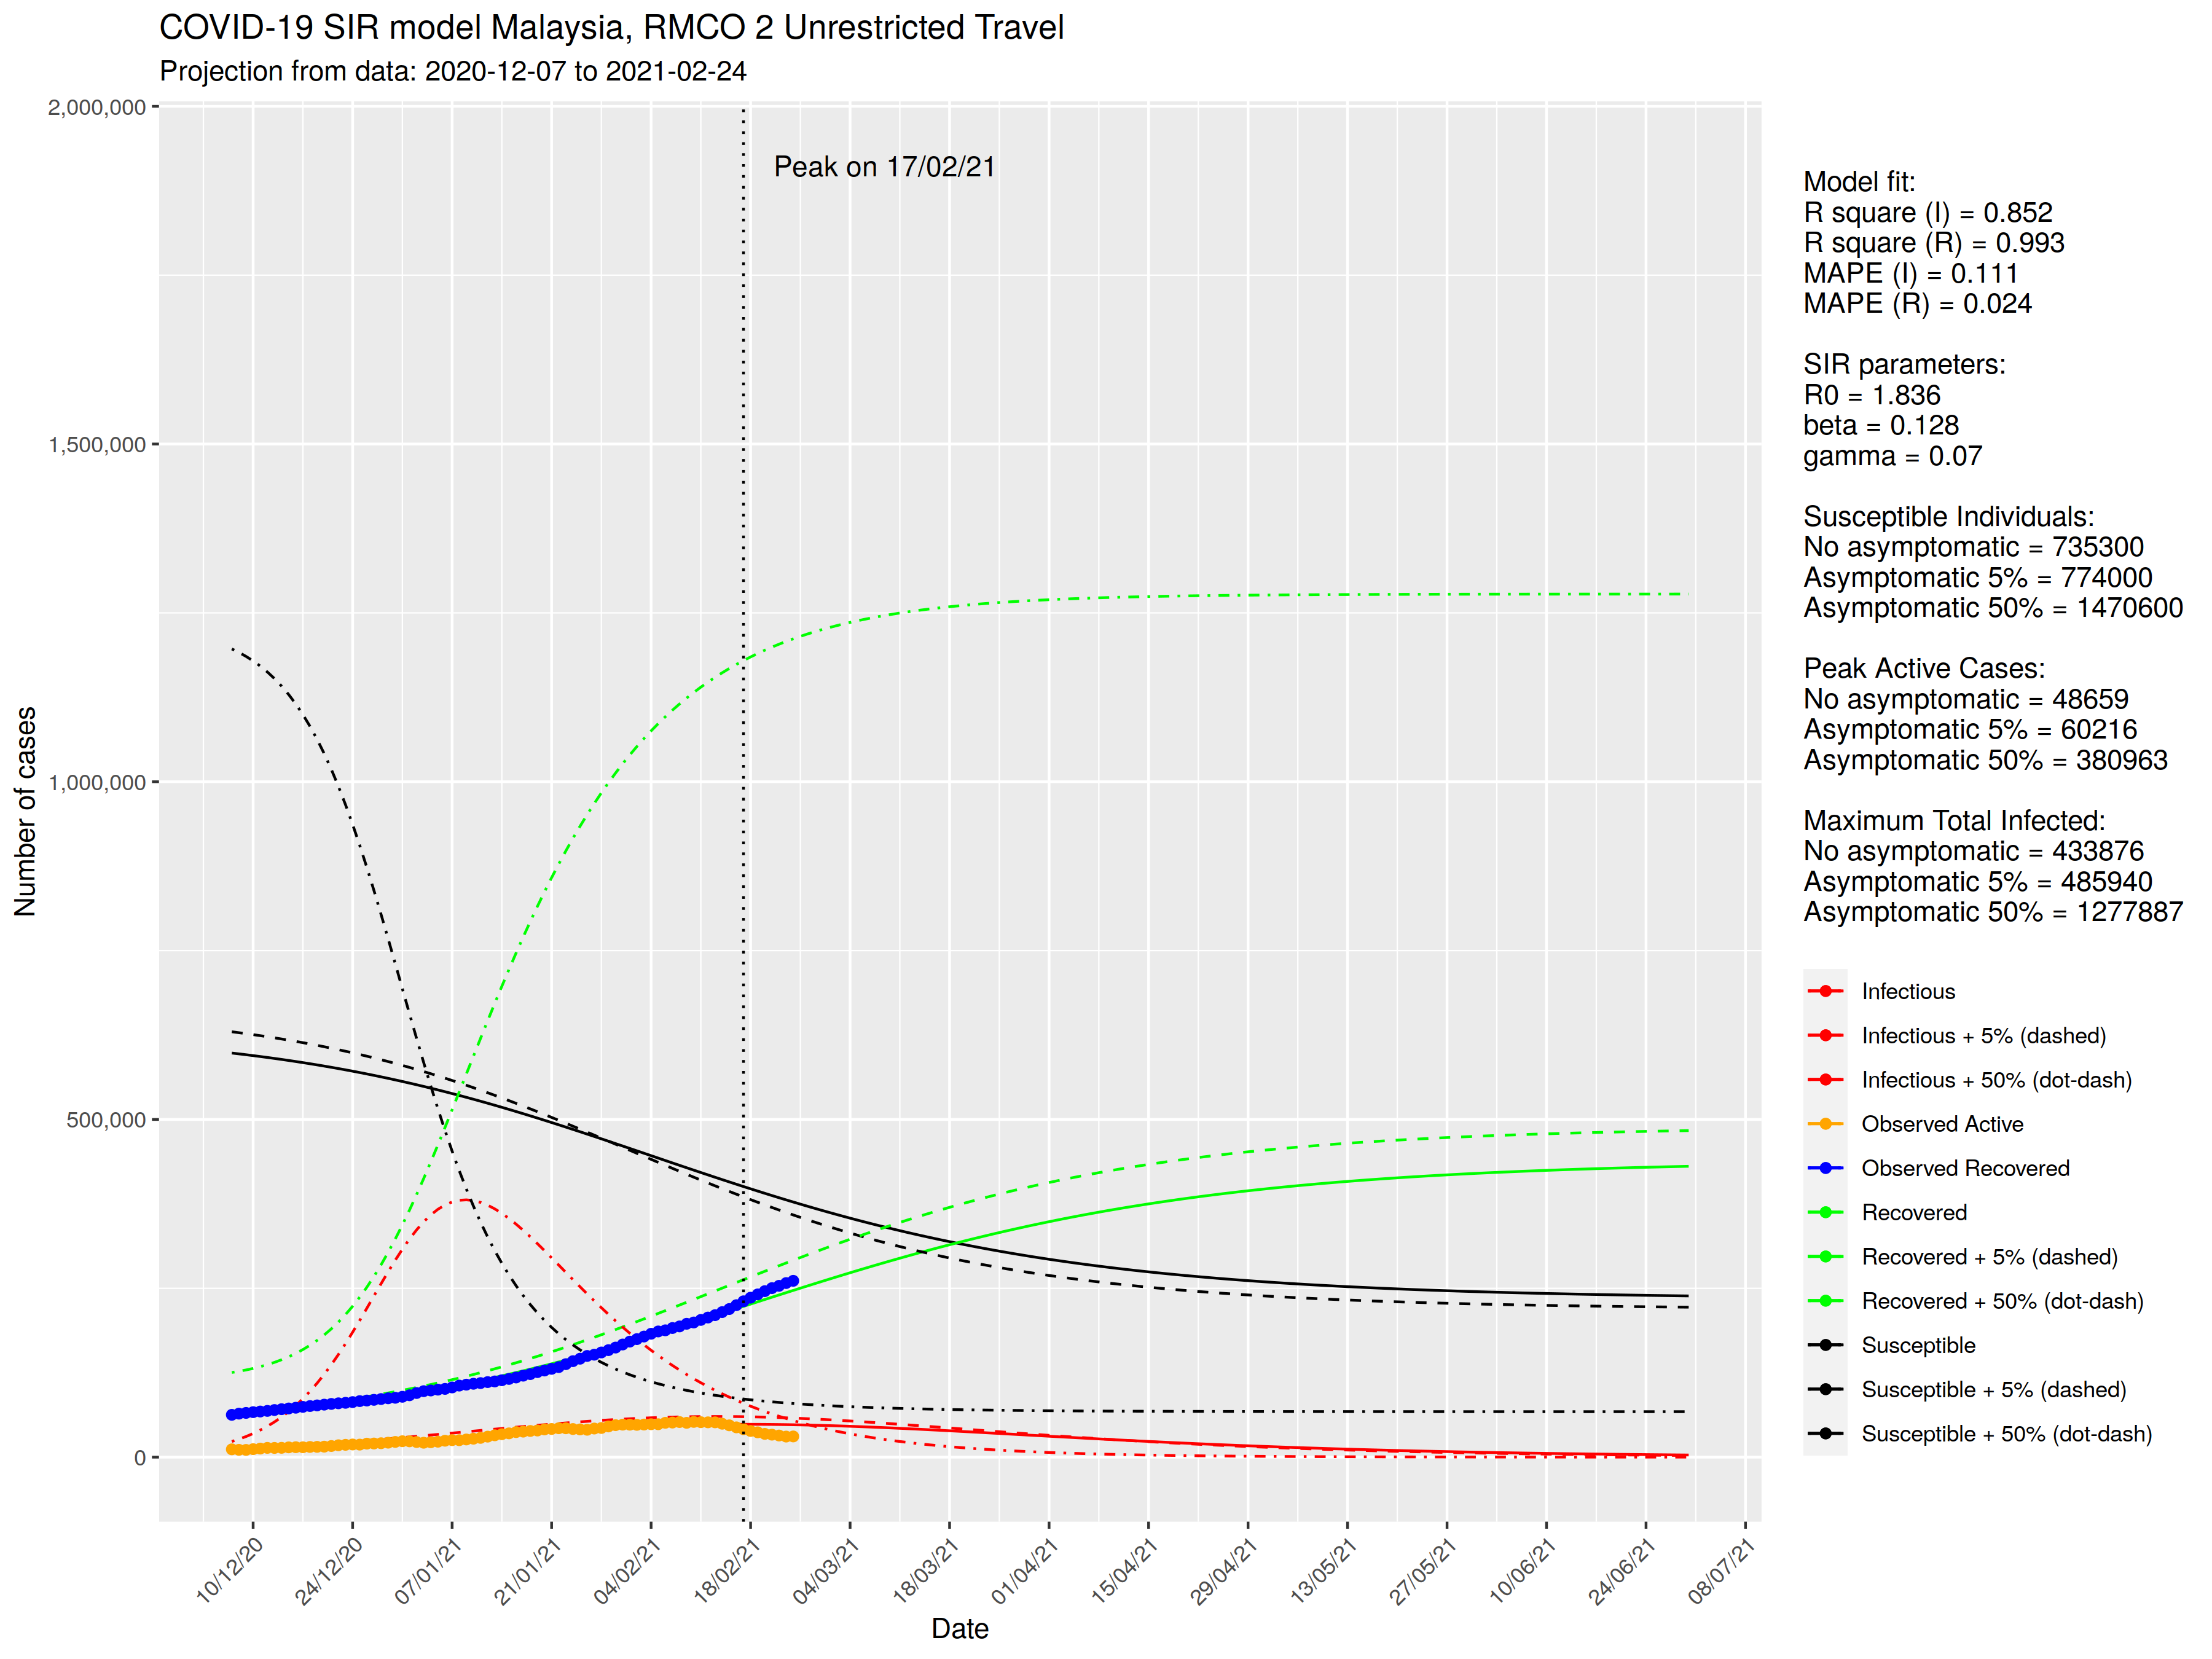 COVID-19 SIR model Malaysia, RMCO 2 Unrestricted Travel
Projection from data: 2020-12-07 to 2021-02-24
2,000,000
1,500,000
1,000,000
500,000
0
Number of cases
Peak on 17/02/21
10/12/20
24/12/20
07/01/21
21/01/21
04/02/21
18/02/21
04/03/21
18/03/21
01/04/21
15/04/21
29/04/21
13/05/21
27/05/21
10/06/21
24/06/21
08/07/21
Date
Model fit:
R square (I) = 0.852
R square (R) = 0.993
MAPE (I) = 0.111
MAPE (R) = 0.024
SIR parameters:
R0 = 1.836
beta = 0.128
gamma = 0.07
Susceptible Individuals:
No asymptomatic = 735300
Asymptomatic 5% = 774000
Asymptomatic 50% = 1470600
Peak Active Cases:
No asymptomatic = 48659
Asymptomatic 5% = 60216
Asymptomatic 50% = 380963
Maximum Total Infected:
No asymptomatic = 433876
Asymptomatic 5% = 485940
Asymptomatic 50% = 1277887
Infectious
Infectious + 5% (dashed)
Infectious + 50% (dot-dash)
Observed Active
Observed Recovered
Recovered
Recovered + 5% (dashed)
Recovered + 50% (dot-dash)
Susceptible
Susceptible + 5% (dashed)
Susceptible + 50% (dot-dash)